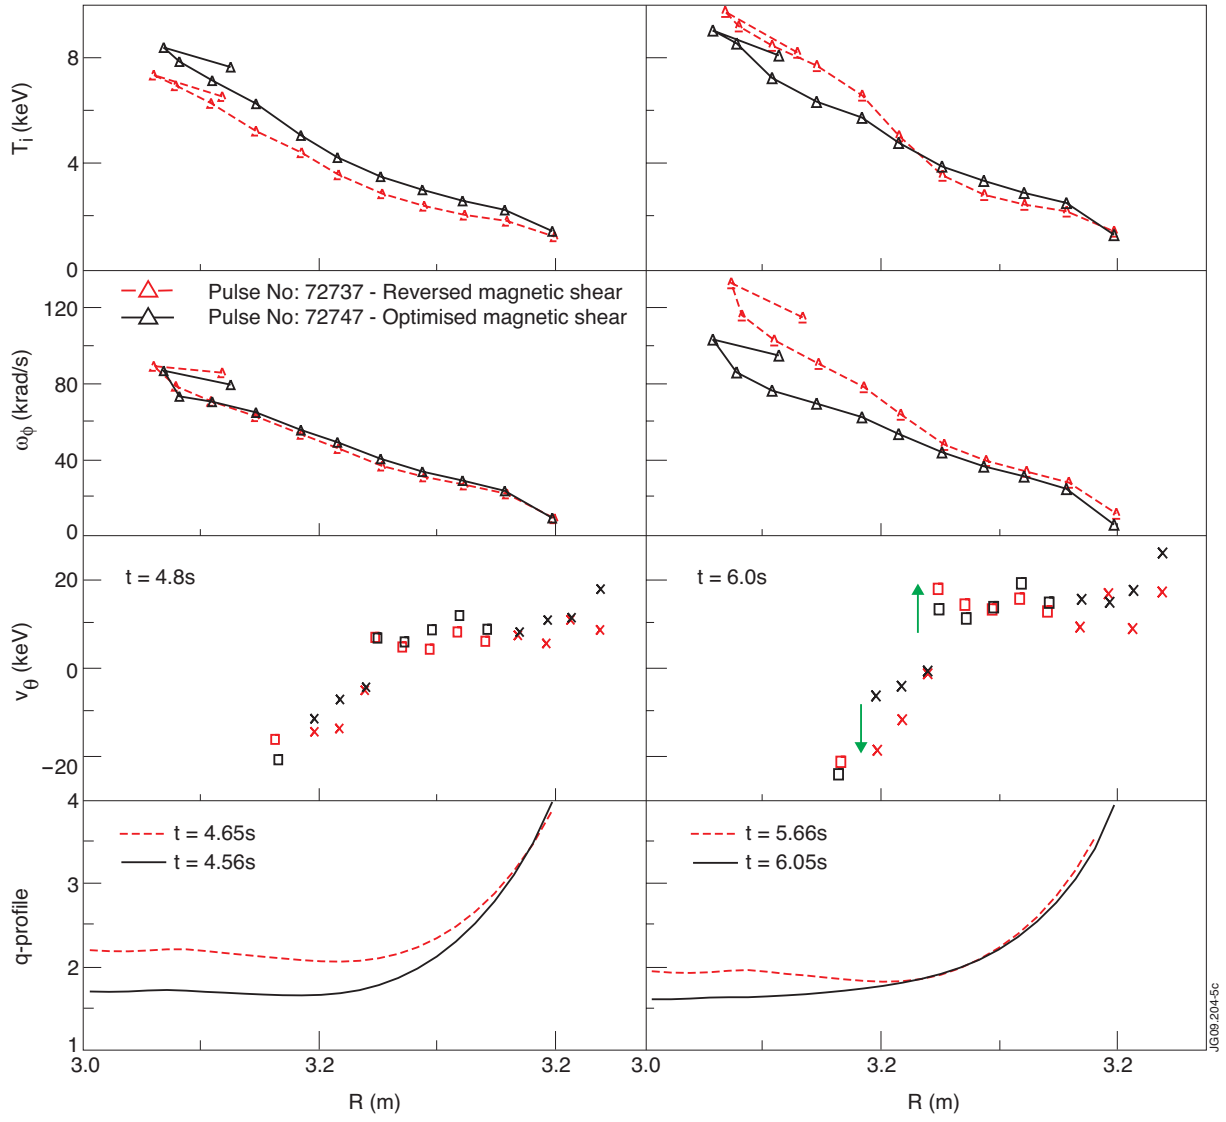 8
4
0
Ti (keV)
Pulse No: 72737 - Reversed magnetic shear
Pulse No: 72747 - Optimised magnetic shear
120
80
40
0
ωϕ (krad/s)
t = 4.8s
t = 6.0s
20
0
−20
vθ (keV)
t = 4.65s
t = 4.56s
t = 5.66s
t = 6.05s
4
3
2
1
q-profile
3.0
3.2
3.2
3.0
3.2
3.2
R (m)
R (m)
JG09.204-5c